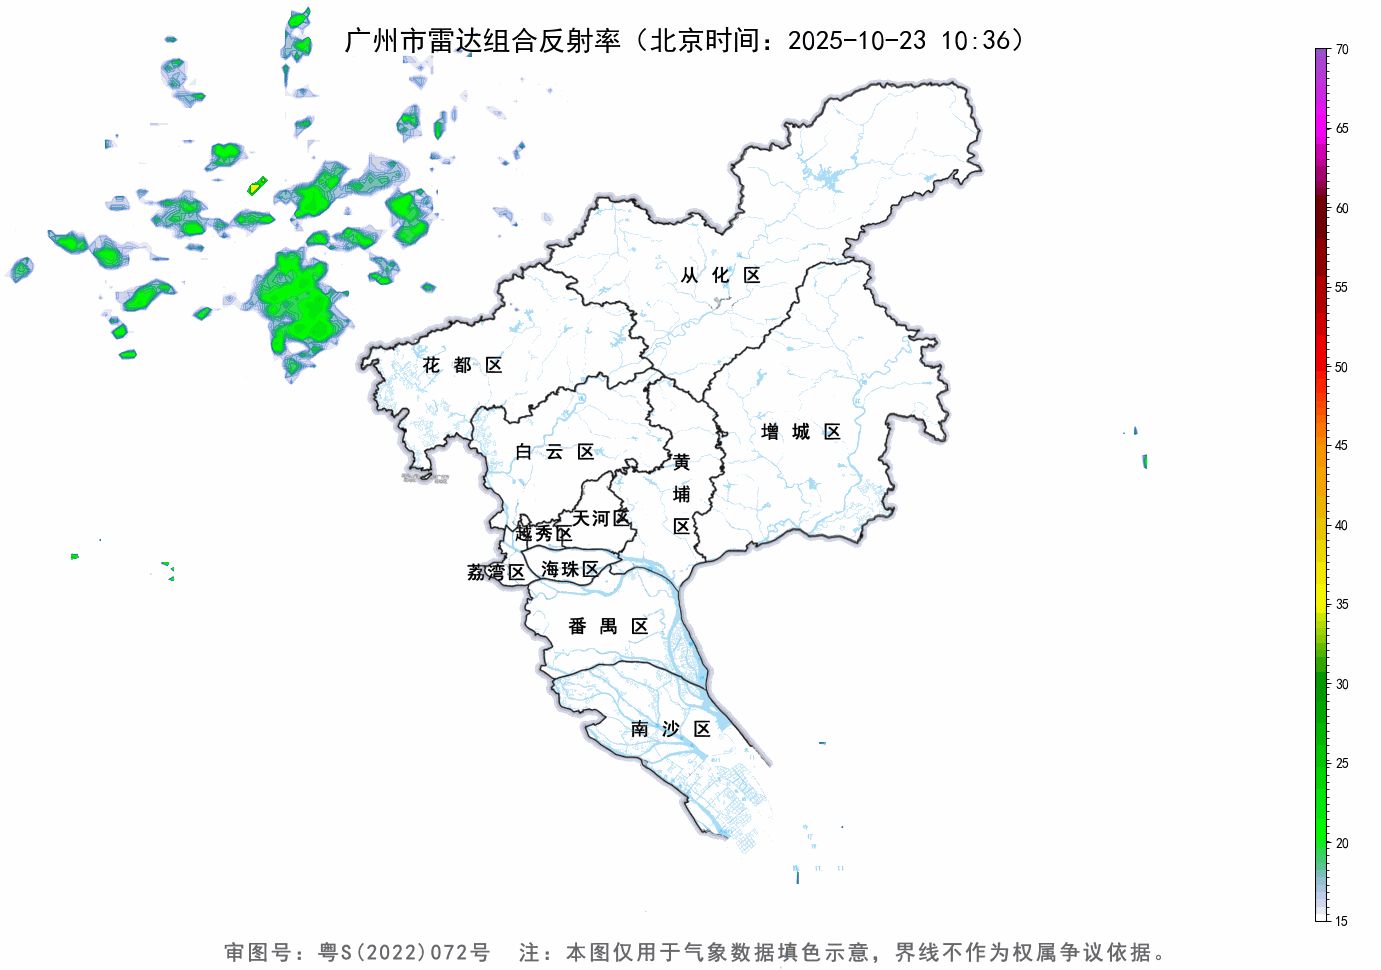 广州市雷达组合反射率（北京时间：2025-10-23 10:36）
70
65
60
55
50
45
40
35
30
25
20
15
从化区
花都区
增城区
白云区
黄埔区
天河区
越秀区
荔湾区
海珠区
番禺区
南沙区
审图号：粤S(2022)072号 注：本图仅用于气象数据填色示意，界线不作为权属争议依据。